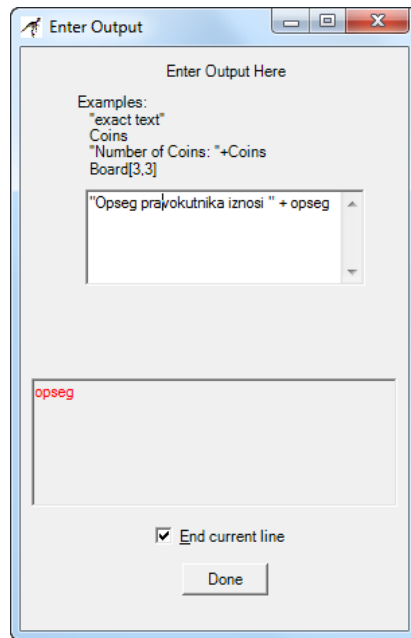 Enter Output
Enter Output Here
Examples:
"exact text"
Coins
"Number of Coins: "+Coins
Board[3,3]
"Opseg pravokutnika iznosi " + opseg
opseg
End current line
Done